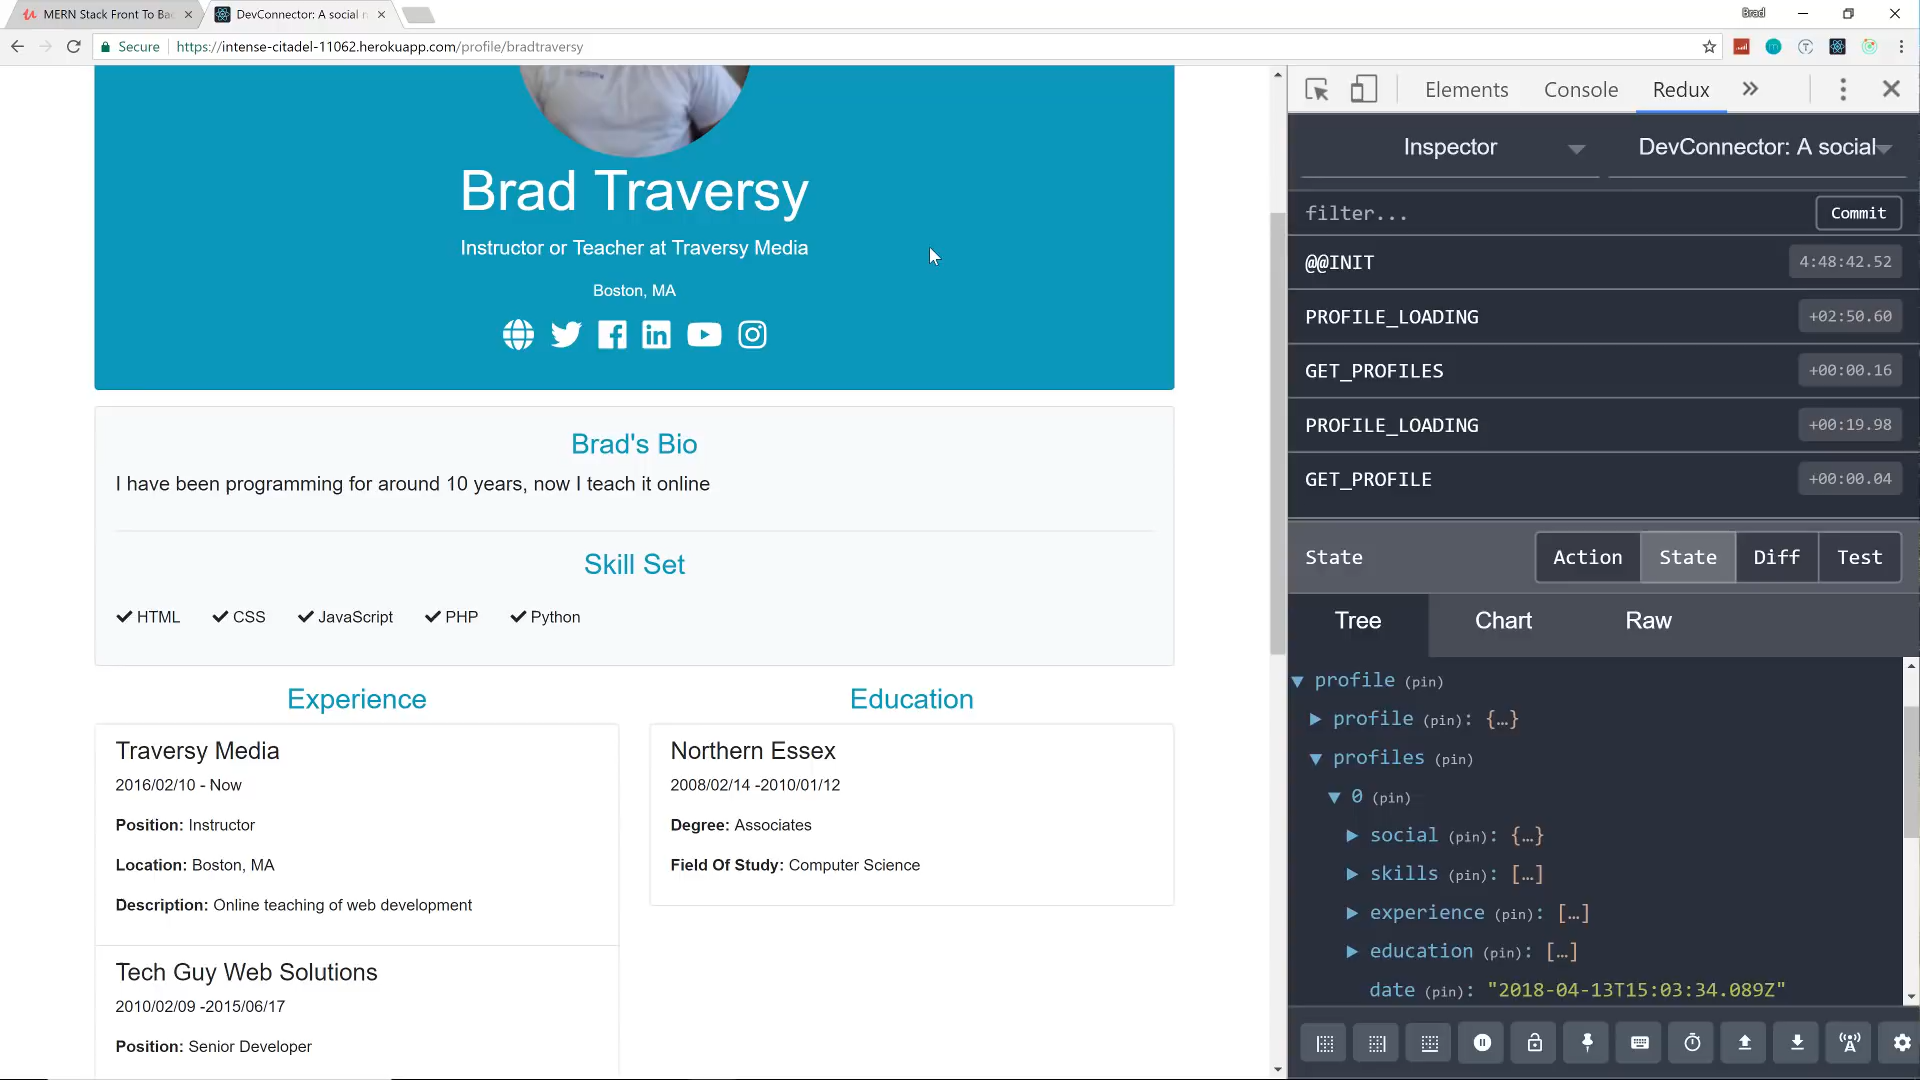 MERN Stack Front To Ba
DevConnector: A social n
Brad
Secure
https://intense-citadel-11062.herokuapp.com/profile/bradtraversy
Brad Traversy
Instructor or Teacher at Traversy Media
Boston, MA
Brad's Bio
I have been programming for around 10 years, now I teach it online
Skill Set
HTML CSS JavaScript PHP Python
Experience
Traversy Media
2016/02/10 - Now
Position: Instructor
Location: Boston, MA
Description: Online teaching of web development
Tech Guy Web Solutions
2010/02/09 -2015/06/17
Position: Senior Developer
Education
Northern Essex
2008/02/14 -2010/01/12
Degree: Associates
Field Of Study: Computer Science
Elements Console Redux
Inspector DevConnector: A social
filter... Commit
@@INIT 4:48:42.52
PROFILE_LOADING +02:50.60
GET_PROFILES +00:00.16
PROFILE_LOADING +00:19.98
GET_PROFILE +00:00.04
State Action State Diff Test
Tree Chart Raw
profile (pin)
profile (pin): {…}
profiles (pin)
0 (pin)
social (pin): {…}
skills (pin): […]
experience (pin): […]
education (pin): […]
date (pin): "2018-04-13T15:03:34.089Z"